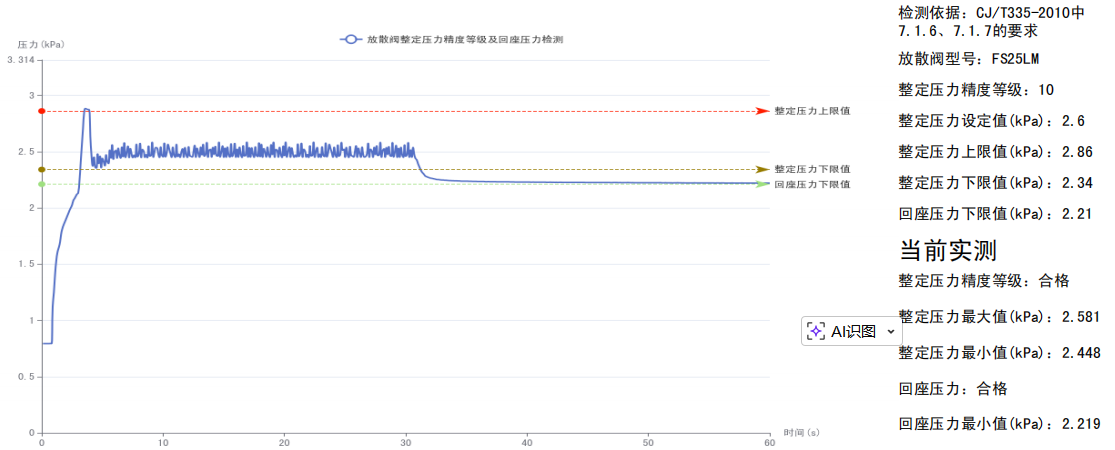 检测依据：CJ/T335-2010中
7.1.6、7.1.7的要求
压力(kPa)
放散阀整定压力精度等级及回座压力检测
放散阀型号：FS25LM
3.314
3
2.5
2
1.5
1
0.5
0
0
10
20
30
40
50
60
时间(s)
整定压力上限值
整定压力下限值
回座压力下限值
整定压力精度等级：10
整定压力设定值(kPa)：2.6
整定压力上限值(kPa)：2.86
整定压力下限值(kPa)：2.34
回座压力下限值(kPa)：2.21
当前实测
整定压力精度等级：合格
AI识图
整定压力最大值(kPa)：2.581
整定压力最小值(kPa)：2.448
回座压力：合格
回座压力最小值(kPa)：2.219